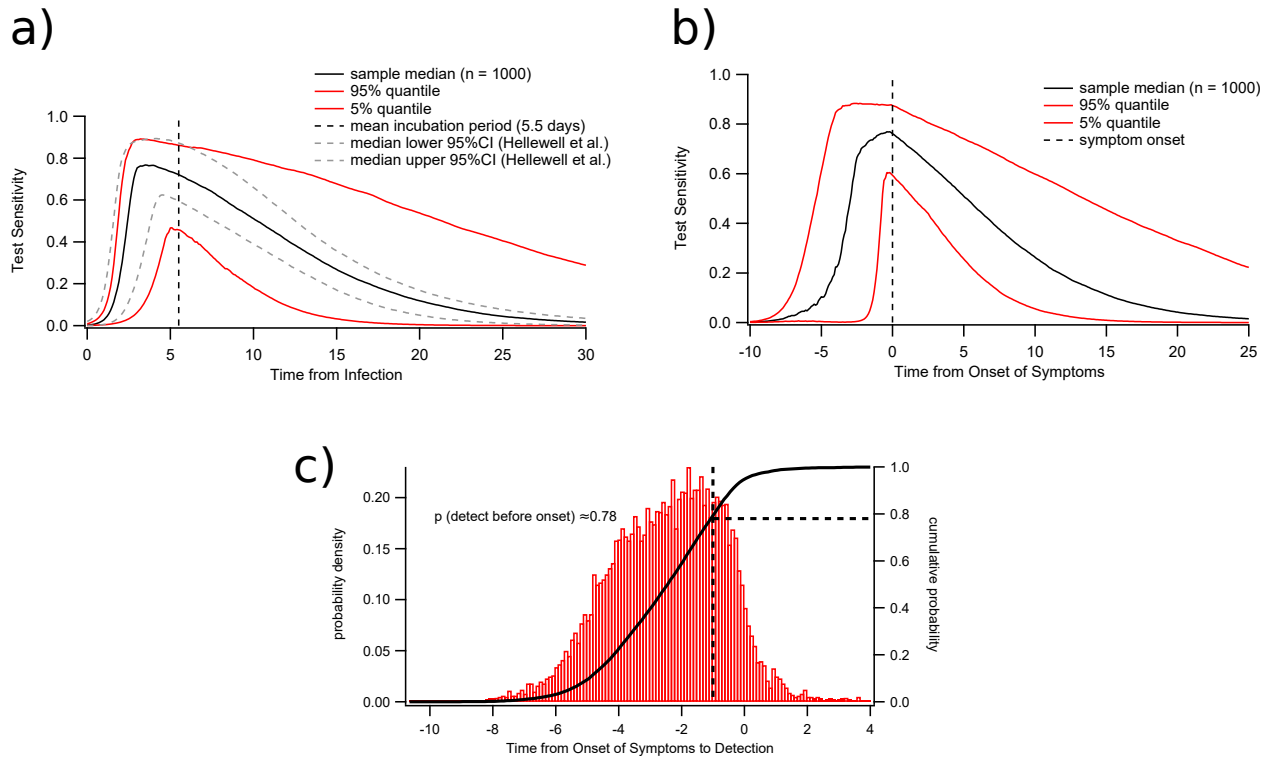 a)
sample median (n = 1000)
95% quantile
5% quantile
mean incubation period (5.5 days)
median lower 95%CI (Hellewell et al.)
median upper 95%CI (Hellewell et al.)
1.0
0.8
0.6
0.4
0.2
0.0
Test Sensitivity
0 5 10 15 20 25 30
Time from Infection
b)
sample median (n = 1000)
95% quantile
5% quantile
symptom onset
1.0
0.8
0.6
0.4
0.2
0.0
Test Sensitivity
-10 -5 0 5 10 15 20 25
Time from Onset of Symptoms
c)
p (detect before onset) ≈0.78
0.20
0.15
0.10
0.05
0.00
probability density
1.0
0.8
0.6
0.4
0.2
0.0
cumulative probability
-10 -8 -6 -4 -2 0 2 4
Time from Onset of Symptoms to Detection